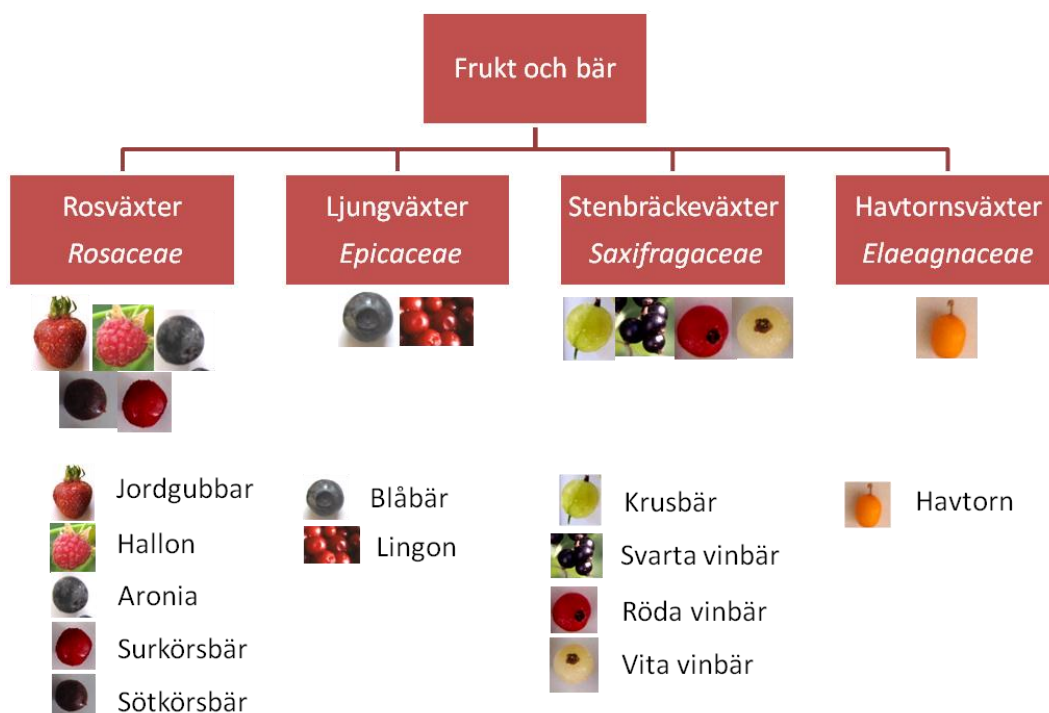 Frukt och bär
Rosväxter
Rosaceae
Ljungväxter
Epicaceae
Stenbräckeväxter
Saxifragaceae
Havtornsväxter
Elaeagnaceae
Jordgubbar
Hallon
Aronia
Surkörsbär
Sötkörsbär
Blåbär
Lingon
Krusbär
Svarta vinbär
Röda vinbär
Vita vinbär
Havtorn